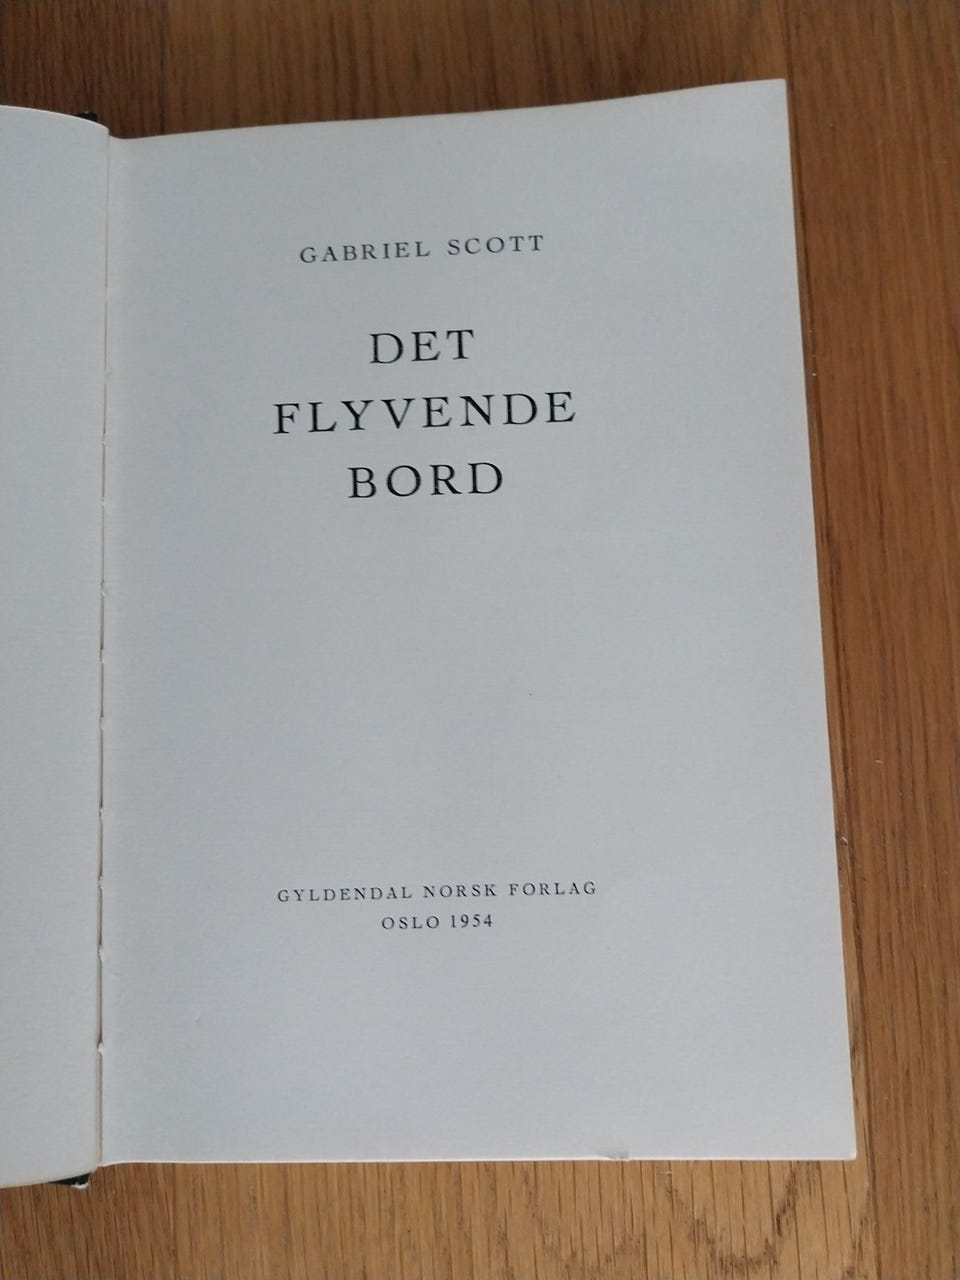 GABRIEL SCOTT
DET
FLYVENDE
BORD
GYLDENDAL NORSK FORLAG
OSLO 1954